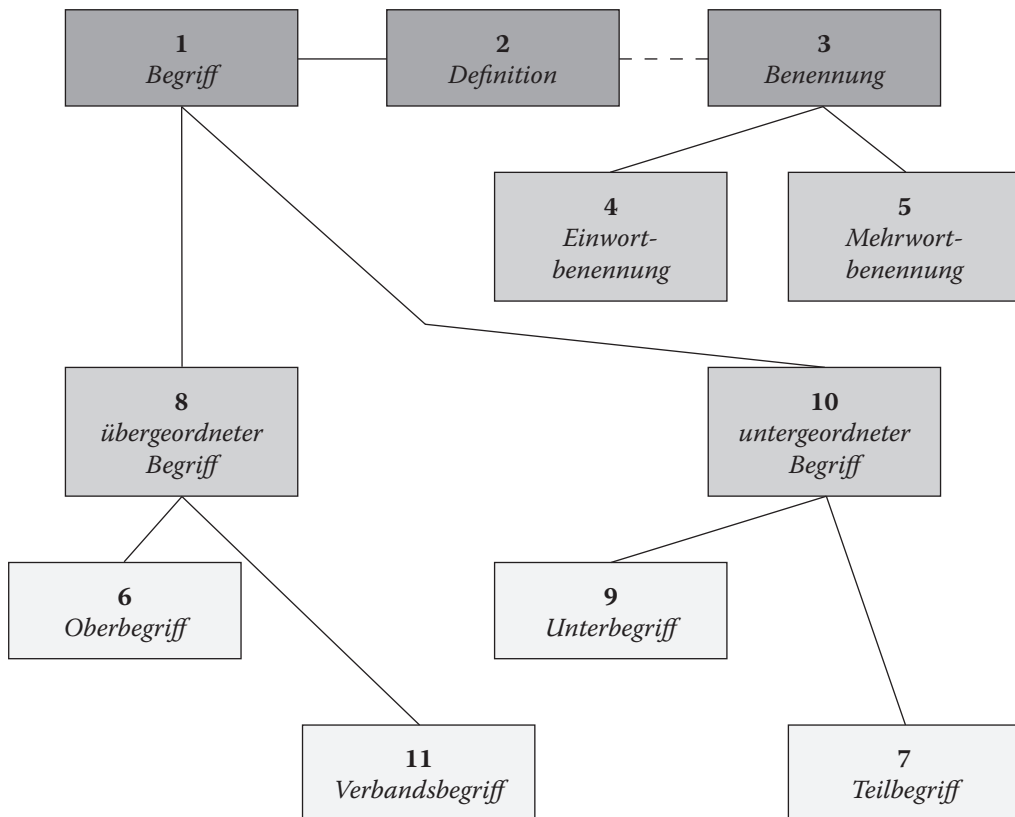 1
Begriff
2
Definition
3
Benennung
4
Einwort-
benennung
5
Mehrwort-
benennung
8
übergeordneter
Begriff
10
untergeordneter
Begriff
6
Oberbegriff
9
Unterbegriff
11
Verbandsbegriff
7
Teilbegriff